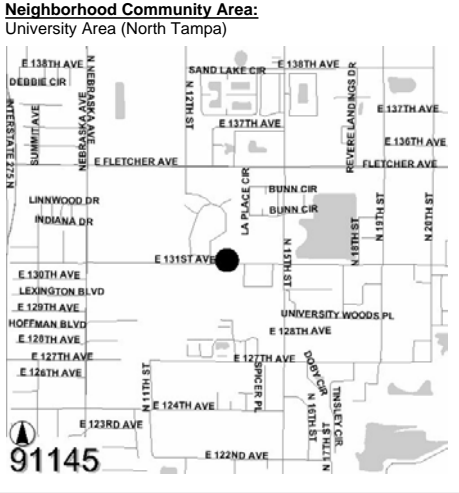 Neighborhood Community Area:
University Area (North Tampa)
E 138TH AVE
SAND LAKE CIR
E 138TH AVE
DEBBIE CIR
N NEBRASKA AVE
INTERSTATE 275 N
SUMMIT AVE
NEBRASKA AVE
N 12TH ST
E 137TH AVE
REVERE LANDINGS DR
E 137TH AVE
E 136TH AVE
E FLETCHER AVE
FLETCHER AVE
LA PLACE CIR
BUNN CIR
BUNN CIR
LINNWOOD DR
INDIANA DR
N 15TH ST
N 18TH ST
N 19TH ST
N 20TH ST
E 131ST AVE
E 130TH AVE
LEXINGTON BLVD
E 129TH AVE
HOFFMAN BLVD
E 128TH AVE
UNIVERSITY WOODS PL
E 128TH AVE
E 127TH AVE
E 127TH AVE
E 126TH AVE
N 11TH ST
SPICER PL
DOBY CIR
TINSLEY CIR
N 16TH ST
N 17TH ST
E 124TH AVE
E 123RD AVE
E 122ND AVE
91145